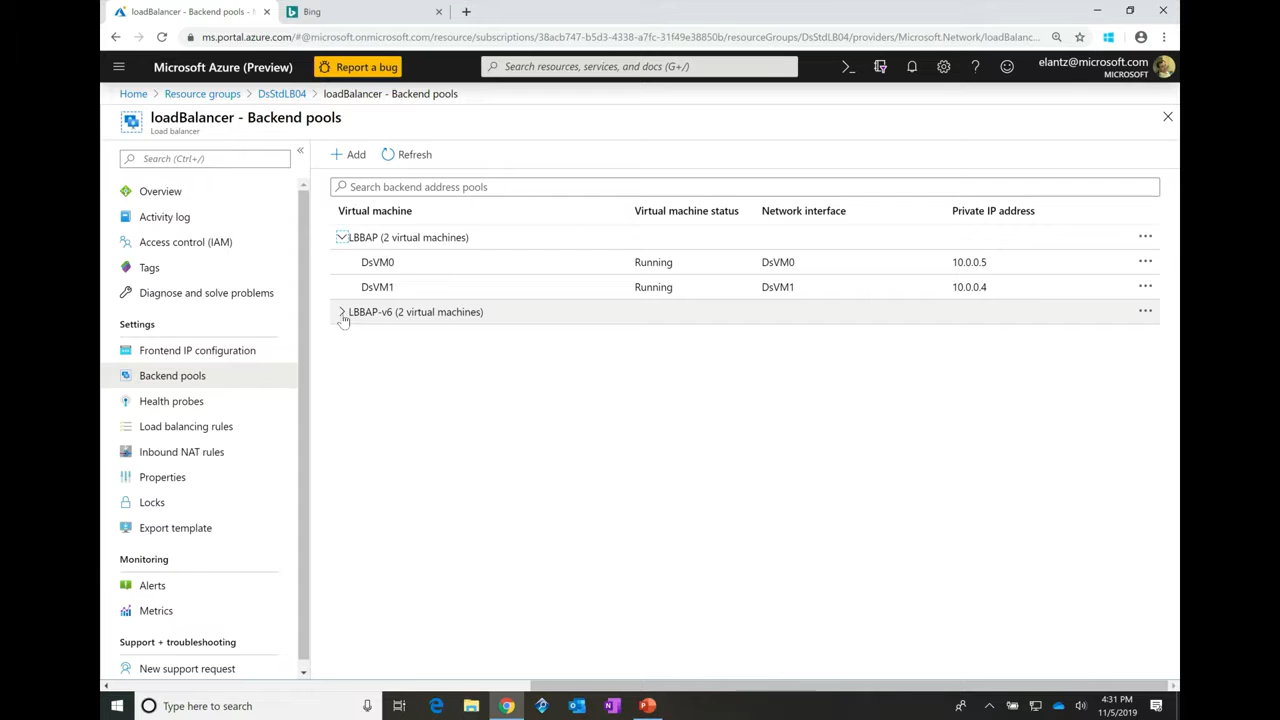 loadBalancer - Backend pools -
Bing
ms.portal.azure.com/#@microsoft.onmicrosoft.com/resource/subscriptions/38acb747-b5d3-4338-a7fc-31f49e38850b/resourceGroups/DsStdLB04/providers/Microsoft.Network/loadBalanc...
Microsoft Azure (Preview)
Report a bug
Search resources, services, and docs (G+/)
elantz@microsoft.com
MICROSOFT
Home > Resource groups > DsStdLB04 > loadBalancer - Backend pools
loadBalancer - Backend pools
Load balancer
Search (Ctrl+/)
Add
Refresh
Search backend address pools
Virtual machine Virtual machine status Network interface Private IP address
LBBAP (2 virtual machines)
DsVM0 Running DsVM0 10.0.0.5
DsVM1 Running DsVM1 10.0.0.4
LBBAP-v6 (2 virtual machines)
Overview
Activity log
Access control (IAM)
Tags
Diagnose and solve problems
Settings
Frontend IP configuration
Backend pools
Health probes
Load balancing rules
Inbound NAT rules
Properties
Locks
Export template
Monitoring
Alerts
Metrics
Support + troubleshooting
New support request
Type here to search
4:31 PM
11/5/2019